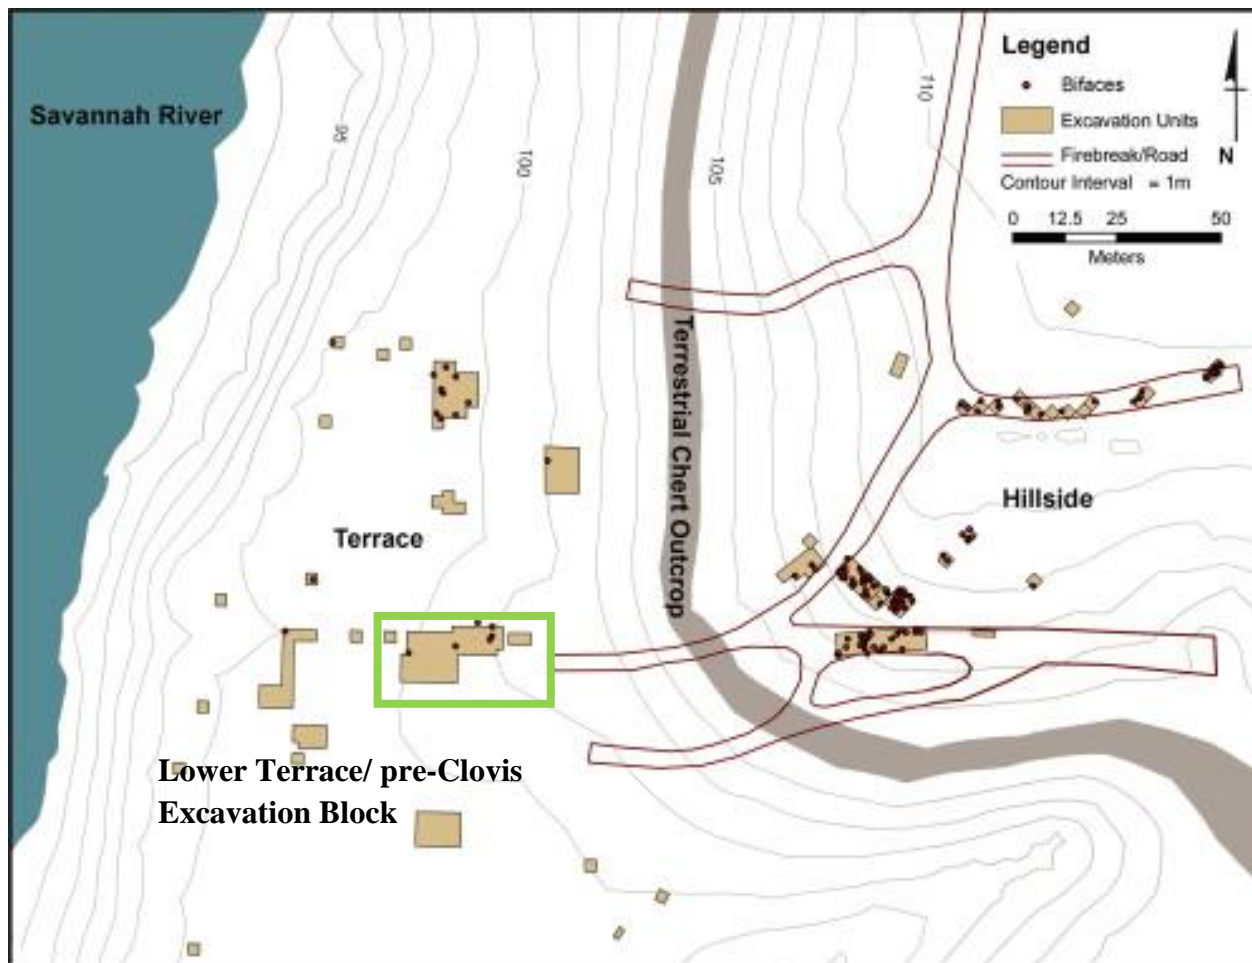 Legend
Bifaces
Excavation Units
Firebreak/Road
Contour Interval = 1m
0 12.5 25 50
Meters
N
Savannah River
95
100
105
110
Terrestrial Chert Outcrop
Hillside
Terrace
Lower Terrace/ pre-Clovis
Excavation Block